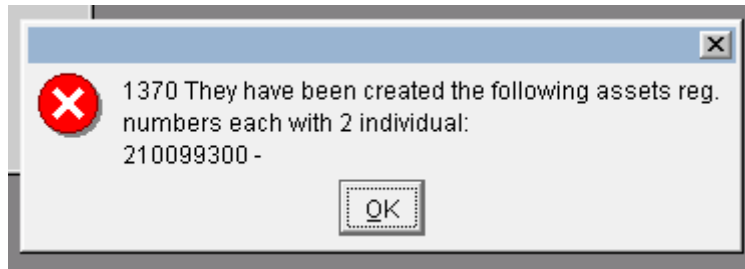 1370 They have been created the following assets reg.
numbers each with 2 individual:
210099300 -
OK